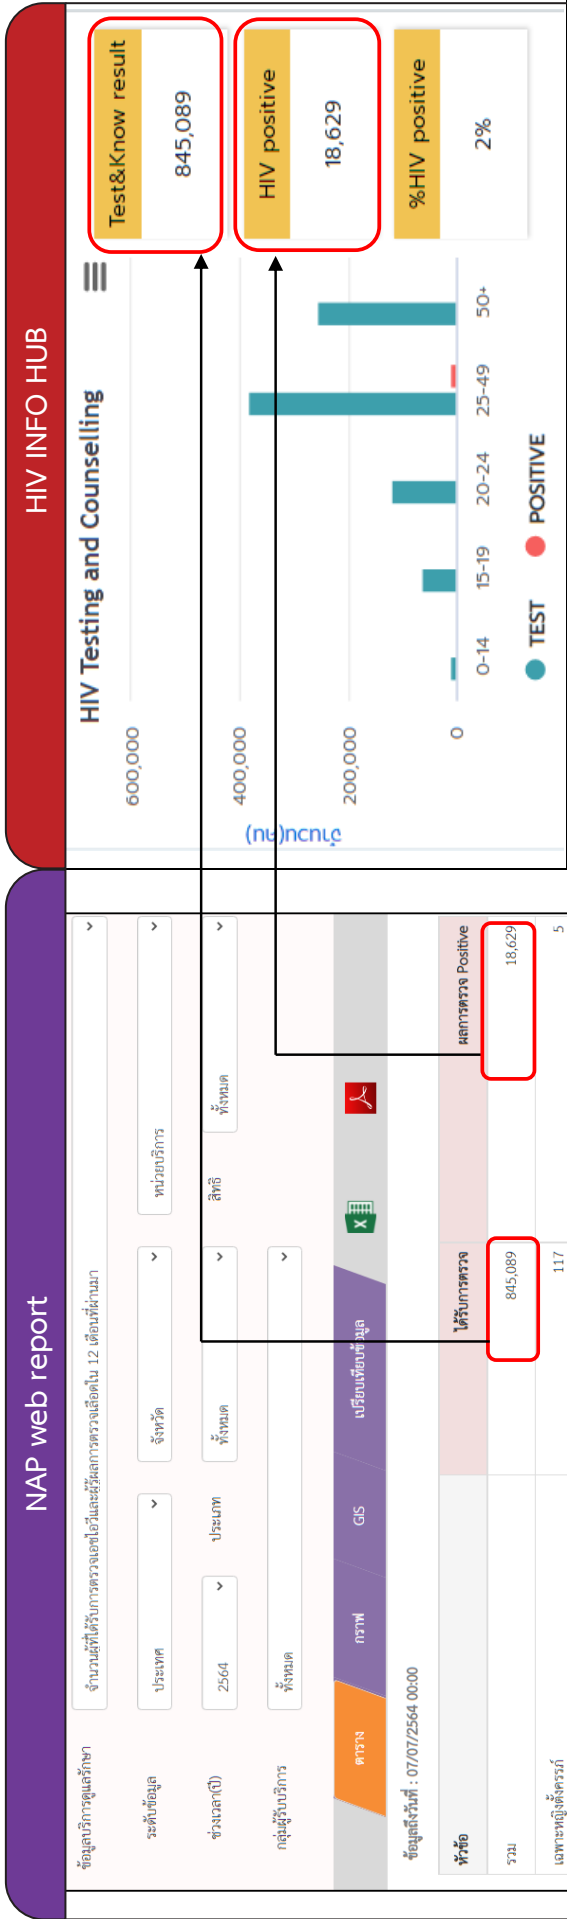 NAP web report
ข้อมูลบริการดูแลรักษา
จำนวนผู้ที่ได้รับการตรวจเอชไอวีและผู้รู้ผลการตรวจเลือดใน 12 เดือนที่ผ่านมา
ระดับข้อมูล
ประเทศ
จังหวัด
หน่วยบริการ
ช่วงเวลา(ปี)
2564
ประเภท
ทั้งหมด
สิทธิ
ทั้งหมด
กลุ่มผู้รับบริการ
ทั้งหมด
ตาราง
กราฟ
GIS
เปรียบเทียบข้อมูล
ข้อมูลถึงวันที่ : 07/07/2564 00:00
หัวข้อ ได้รับการตรวจ ผลการตรวจ Positive
รวม 845,089 18,629
เฉพาะหญิงตั้งครรภ์ 117 5
HIV INFO HUB
HIV Testing and Counselling
จำนวน(คน)
600,000
400,000
200,000
0
0-14 15-19 20-24 25-49 50+
TEST POSITIVE
Test&Know result
845,089
HIV positive
18,629
%HIV positive
2%